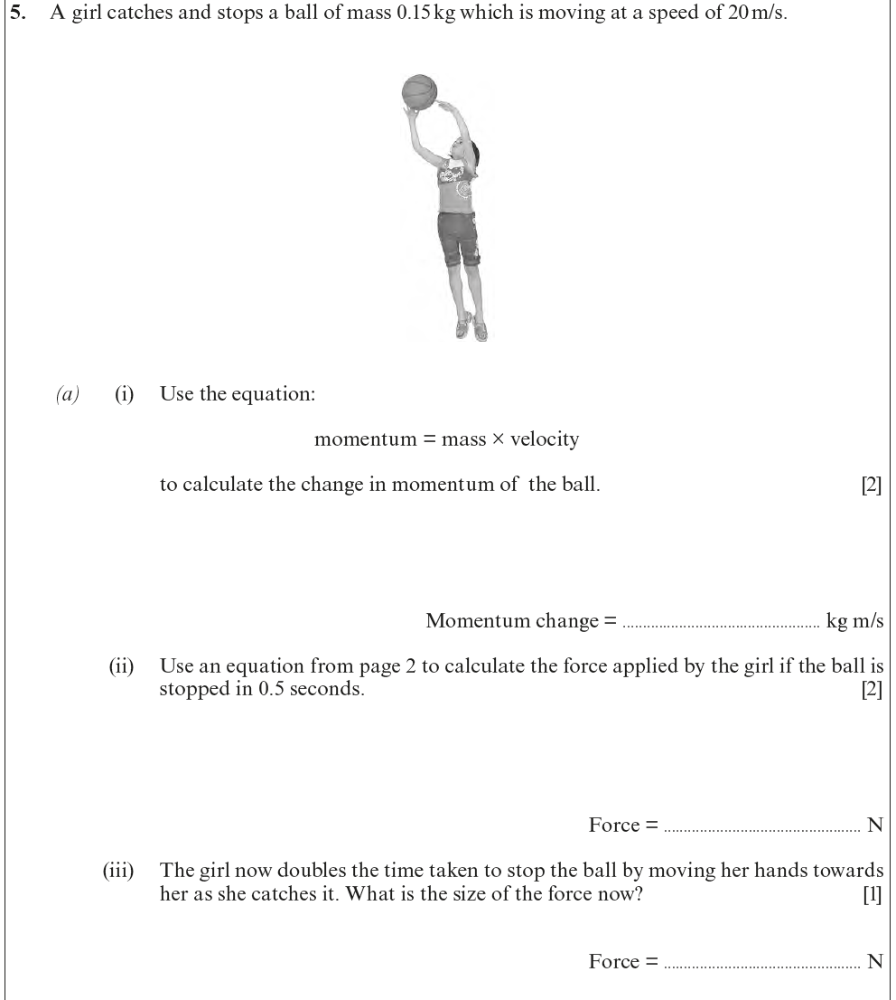 5. A girl catches and stops a ball of mass 0.15 kg which is moving at a speed of 20 m/s.
(a) (i) Use the equation:
momentum = mass × velocity
to calculate the change in momentum of the ball. [2]
Momentum change = ................................................ kg m/s
(ii) Use an equation from page 2 to calculate the force applied by the girl if the ball is
stopped in 0.5 seconds. [2]
Force = ................................................ N
(iii) The girl now doubles the time taken to stop the ball by moving her hands towards
her as she catches it. What is the size of the force now? [1]
Force = ................................................ N